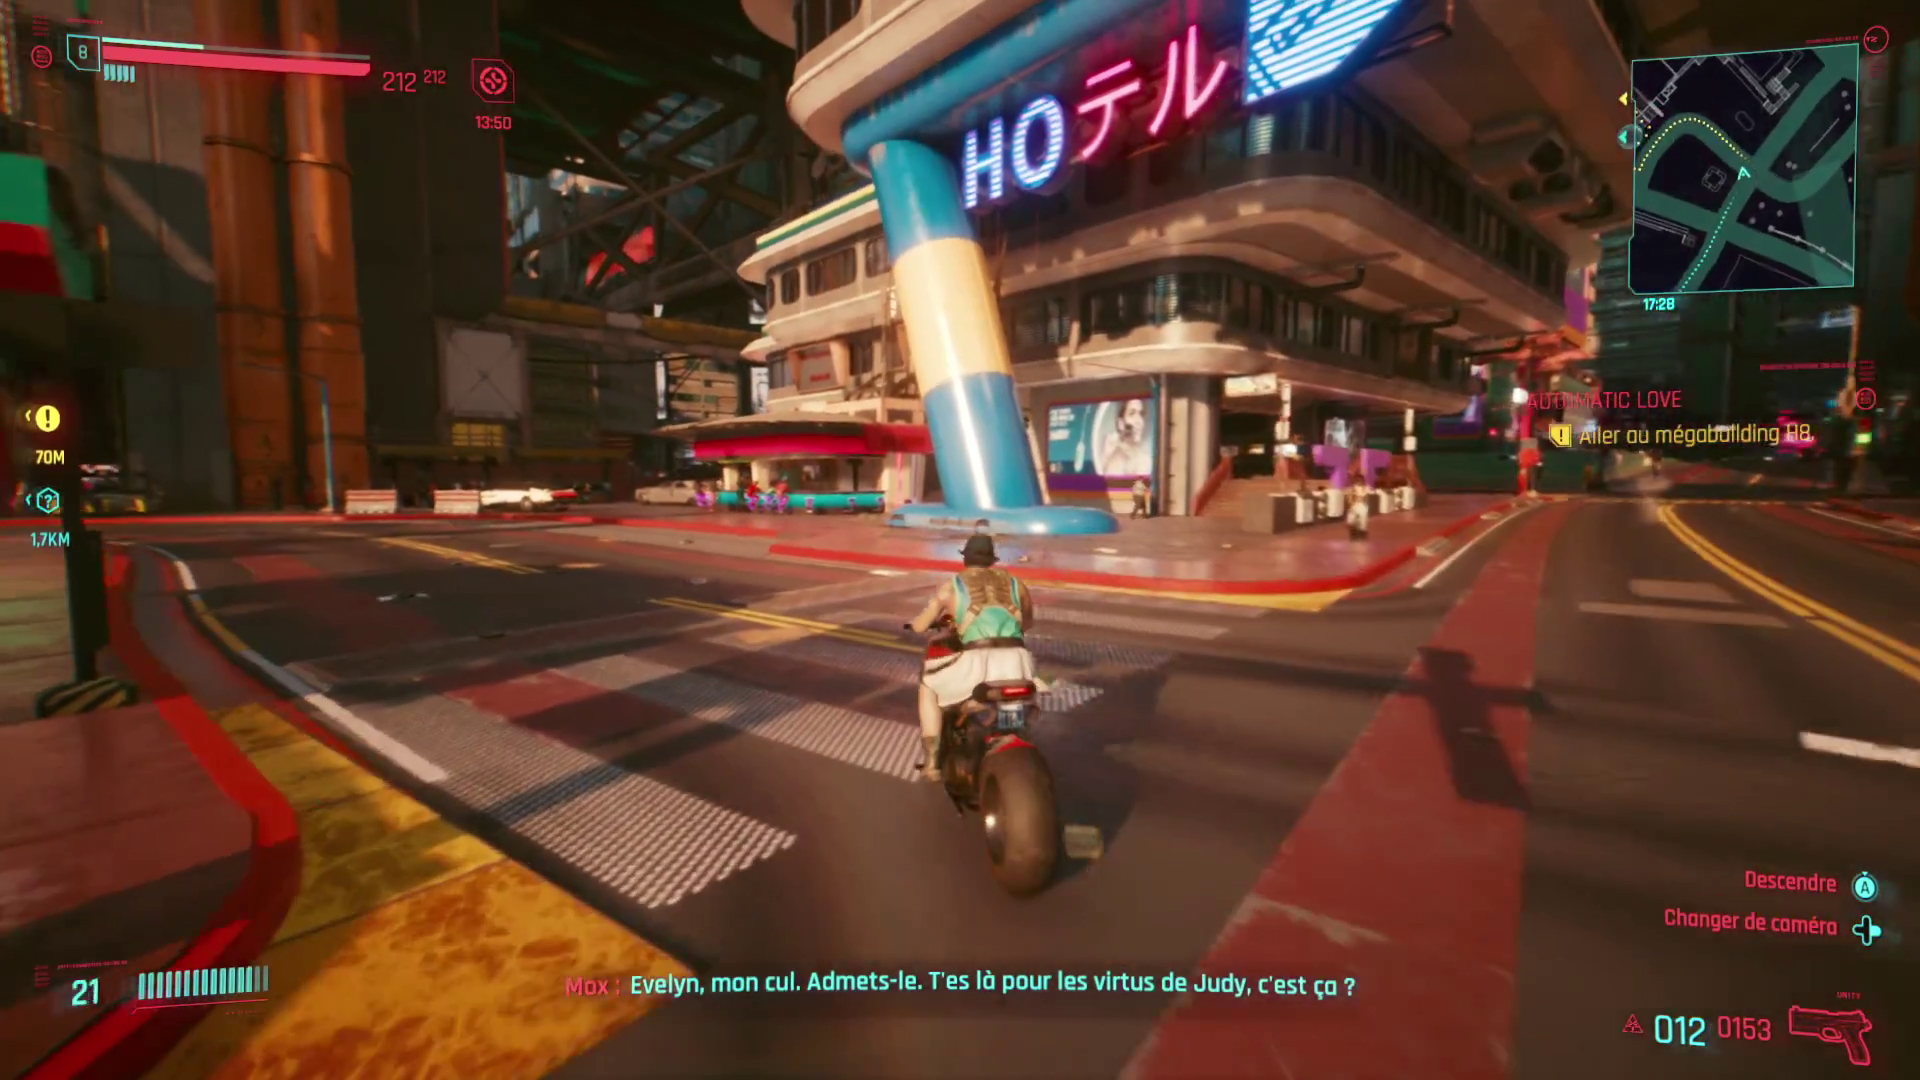 8
212 212
13:50
HOテル
17:28
70M
1,7KM
AUTOMATIC LOVE
Aller au mégabuilding H8.
Descendre
A
Changer de caméra
21
Mox : Evelyn, mon cul. Admets-le. T'es là pour les virtus de Judy, c'est ça ?
UNITY
012 0153